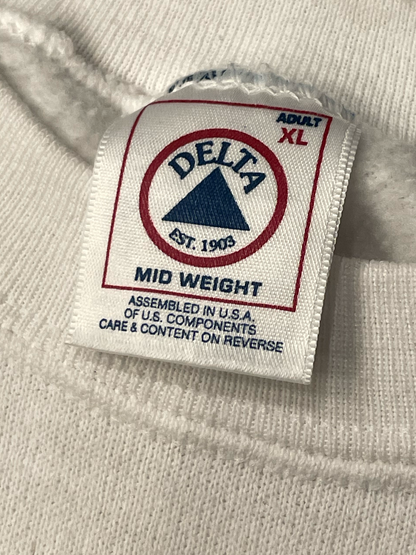 ADULT
XL
DELTA
EST. 1903
MID WEIGHT
ASSEMBLED IN U.S.A.
OF U.S. COMPONENTS
CARE & CONTENT ON REVERSE